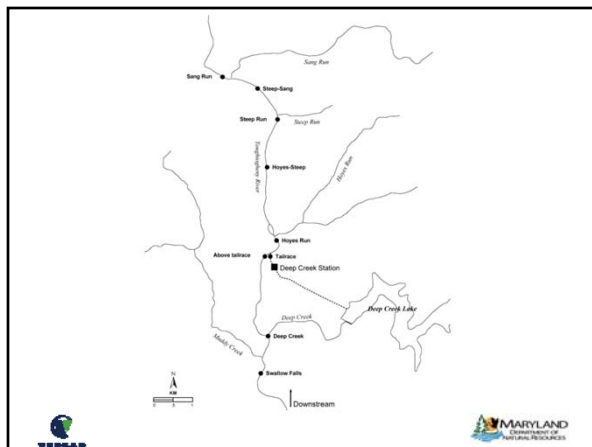 Sang Run
Sang Run
Steep-Sang
Steep Run
Steep Run
Youghiogheny River
Hoyes-Steep
Hoyes Run
Hoyes Run
Above tailrace
Tailrace
Deep Creek Station
Deep Creek Lake
Deep Creek
Deep Creek
Muddy Creek
Swallow Falls
N
KM
Downstream
VERSAR
MARYLAND
DEPARTMENT OF
NATURAL RESOURCES